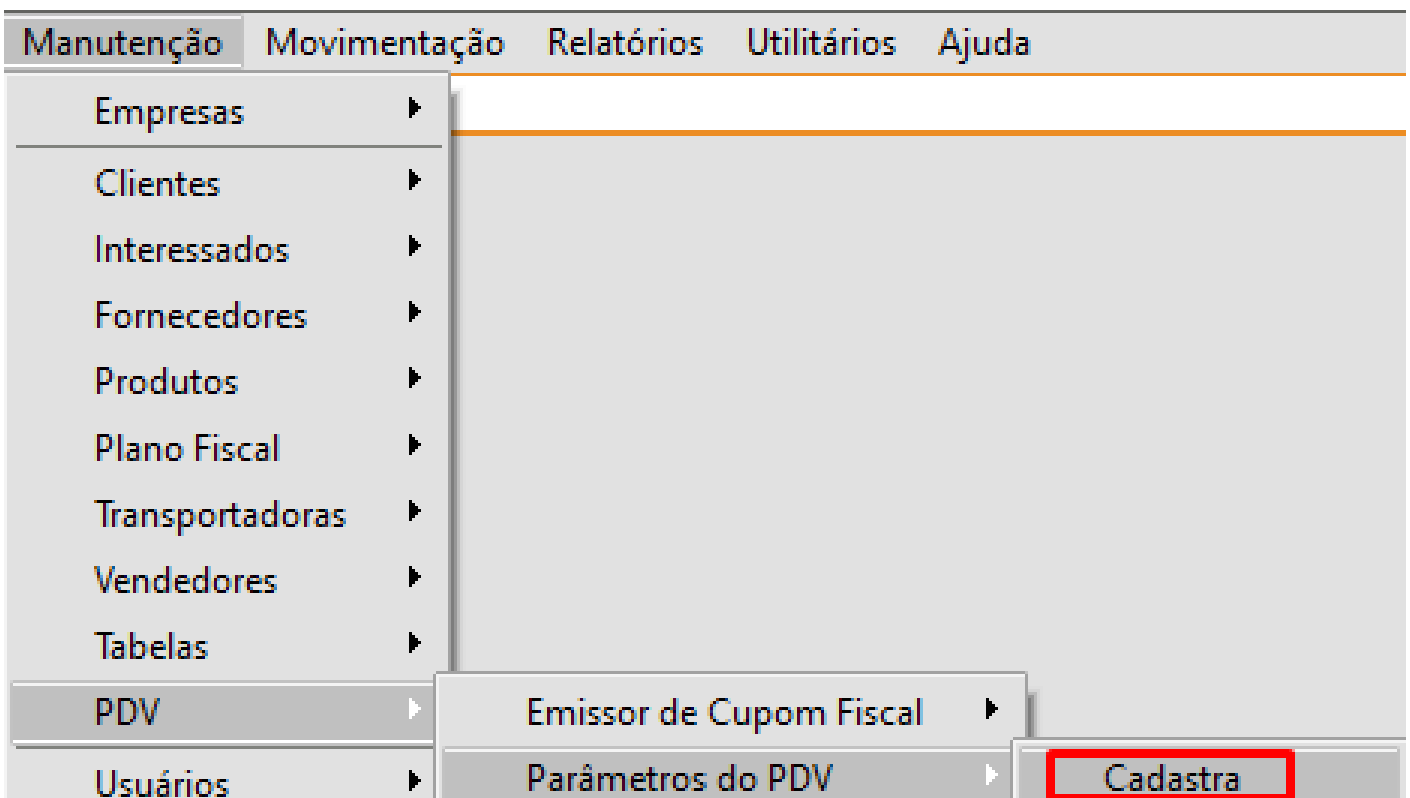 Manutenção Movimentação Relatórios Utilitários Ajuda
Empresas
Clientes
Interessados
Fornecedores
Produtos
Plano Fiscal
Transportadoras
Vendedores
Tabelas
PDV Emissor de Cupom Fiscal
Usuários Parâmetros do PDV Cadastra